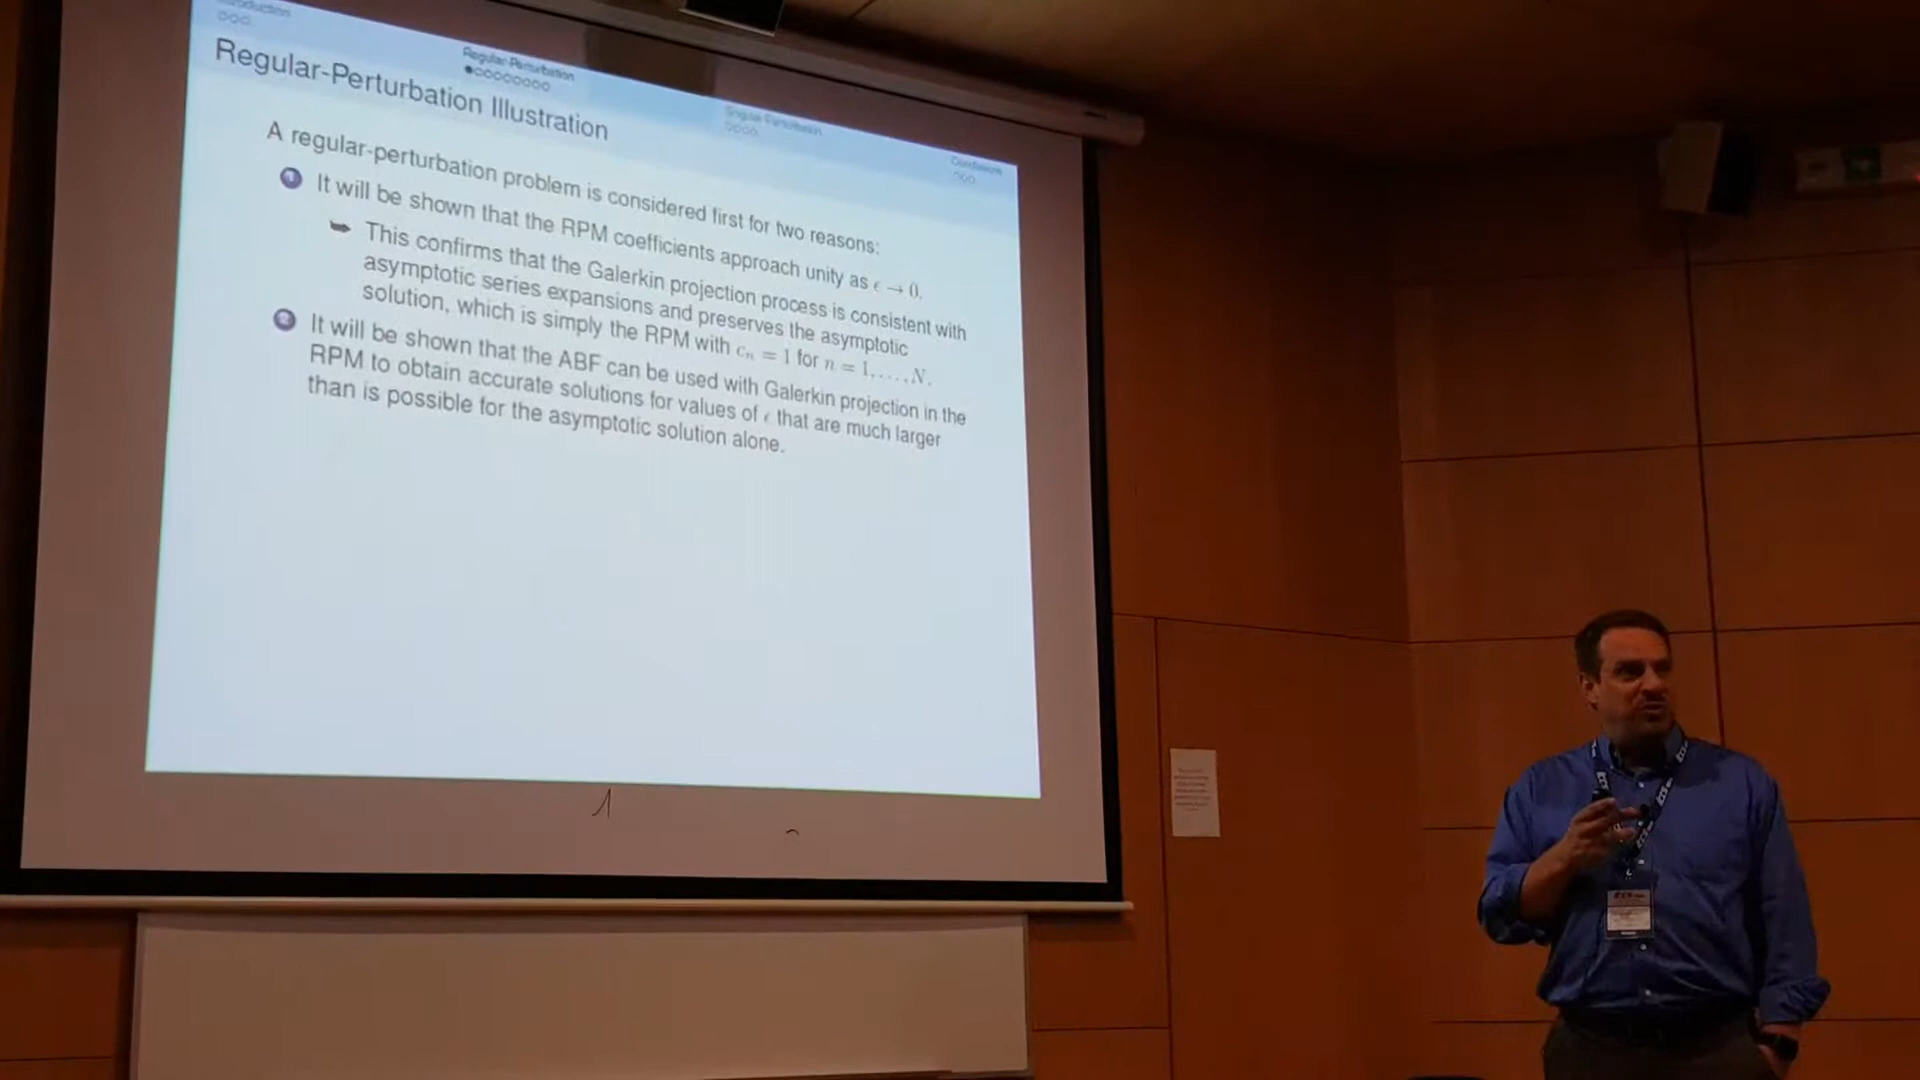 Introduction
Regular-Perturbation
Singular Perturbation
Conclusions
Regular-Perturbation Illustration
A regular-perturbation problem is considered first for two reasons:
1 It will be shown that the RPM coefficients approach unity as ϵ → 0.
➥ This confirms that the Galerkin projection process is consistent with
asymptotic series expansions and preserves the asymptotic
solution, which is simply the RPM with cₙ = 1 for n = 1, . . . , N.
2 It will be shown that the ABF can be used with Galerkin projection in the
RPM to obtain accurate solutions for values of ϵ that are much larger
than is possible for the asymptotic solution alone.